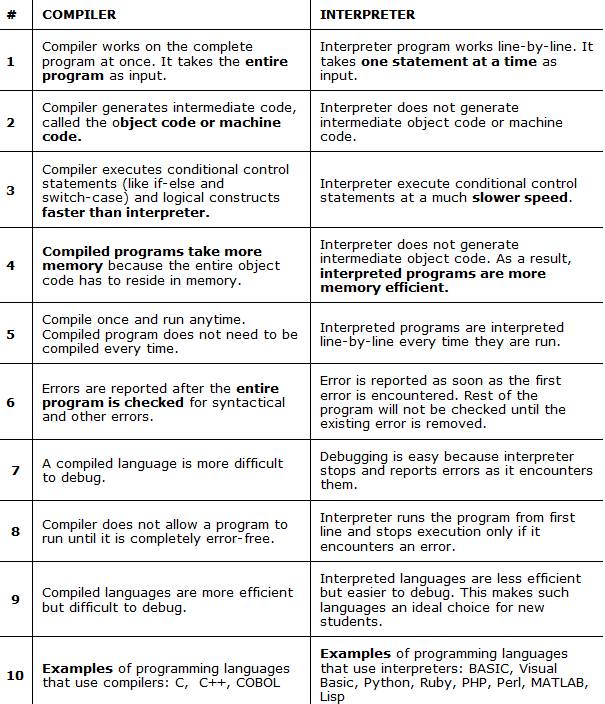 # COMPILER INTERPRETER
1
Compiler works on the complete
program at once. It takes the entire
program as input.
Interpreter program works line-by-line. It
takes one statement at a time as
input.
2
Compiler generates intermediate code,
called the object code or machine
code.
Interpreter does not generate
intermediate object code or machine
code.
3
Compiler executes conditional control
statements (like if-else and
switch-case) and logical constructs
faster than interpreter.
Interpreter execute conditional control
statements at a much slower speed.
4
Compiled programs take more
memory because the entire object
code has to reside in memory.
Interpreter does not generate
intermediate object code. As a result,
interpreted programs are more
memory efficient.
5
Compile once and run anytime.
Compiled program does not need to be
compiled every time.
Interpreted programs are interpreted
line-by-line every time they are run.
6
Errors are reported after the entire
program is checked for syntactical
and other errors.
Error is reported as soon as the first
error is encountered. Rest of the
program will not be checked until the
existing error is removed.
7
A compiled language is more difficult
to debug.
Debugging is easy because interpreter
stops and reports errors as it encounters
them.
8
Compiler does not allow a program to
run until it is completely error-free.
Interpreter runs the program from first
line and stops execution only if it
encounters an error.
9
Compiled languages are more efficient
but difficult to debug.
Interpreted languages are less efficient
but easier to debug. This makes such
languages an ideal choice for new
students.
10
Examples of programming languages
that use compilers: C, C++, COBOL
Examples of programming languages
that use interpreters: BASIC, Visual
Basic, Python, Ruby, PHP, Perl, MATLAB,
Lisp